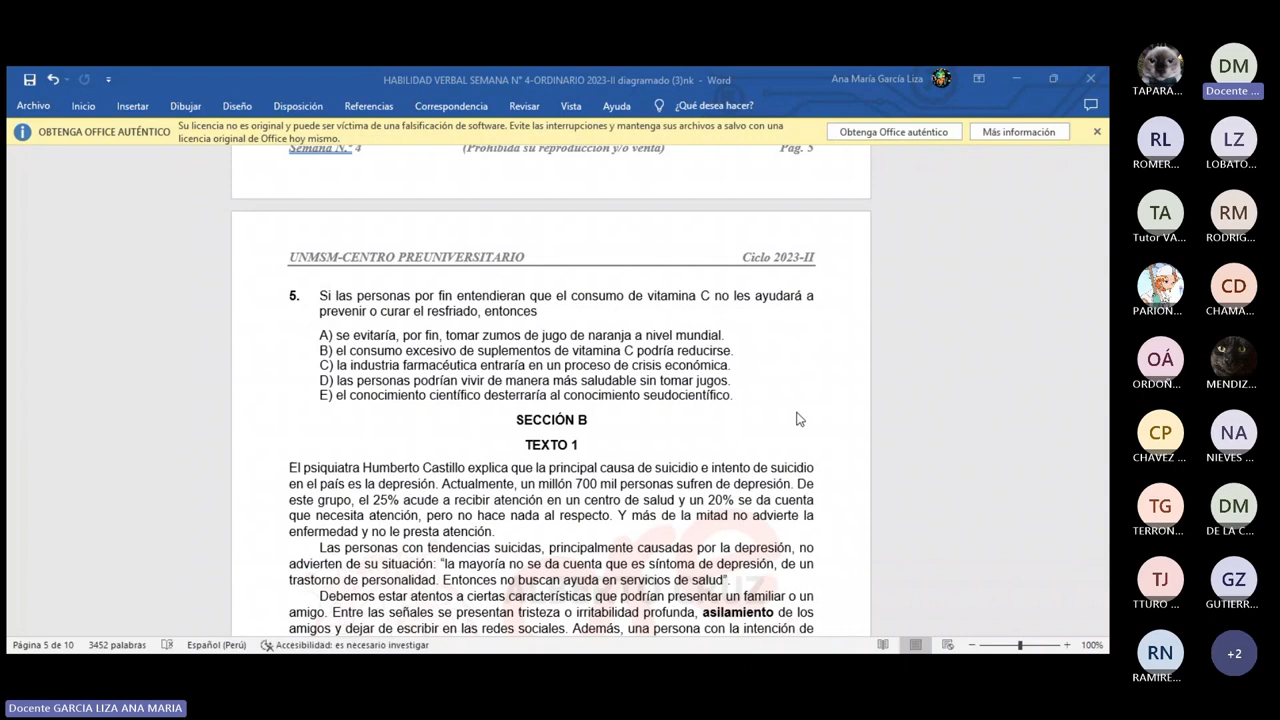 HABILIDAD VERBAL SEMANA N° 4-ORDINARIO 2023-II diagramado (3)nk - Word
Ana María García Liza
Archivo Inicio Insertar Dibujar Diseño Disposición Referencias Correspondencia Revisar Vista Ayuda ¿Qué desea hacer?
OBTENGA OFFICE AUTÉNTICO Su licencia no es original y puede ser víctima de una falsificación de software. Evite las interrupciones y mantenga sus archivos a salvo con una
licencia original de Office hoy mismo.
Obtenga Office auténtico Más información
Semana N.° 4 (Prohibida su reproducción y/o venta) Pág. 5
UNMSM-CENTRO PREUNIVERSITARIO Ciclo 2023-II
5. Si las personas por fin entendieran que el consumo de vitamina C no les ayudará a
prevenir o curar el resfriado, entonces
A) se evitaría, por fin, tomar zumos de jugo de naranja a nivel mundial.
B) el consumo excesivo de suplementos de vitamina C podría reducirse.
C) la industria farmacéutica entraría en un proceso de crisis económica.
D) las personas podrían vivir de manera más saludable sin tomar jugos.
E) el conocimiento científico desterraría al conocimiento seudocientífico.
SECCIÓN B
TEXTO 1
El psiquiatra Humberto Castillo explica que la principal causa de suicidio e intento de suicidio
en el país es la depresión. Actualmente, un millón 700 mil personas sufren de depresión. De
este grupo, el 25% acude a recibir atención en un centro de salud y un 20% se da cuenta
que necesita atención, pero no hace nada al respecto. Y más de la mitad no advierte la
enfermedad y no le presta atención.
Las personas con tendencias suicidas, principalmente causadas por la depresión, no
advierten de su situación: “la mayoría no se da cuenta que es síntoma de depresión, de un
trastorno de personalidad. Entonces no buscan ayuda en servicios de salud”.
Debemos estar atentos a ciertas características que podrían presentar un familiar o un
amigo. Entre las señales se presentan tristeza o irritabilidad profunda, asilamiento de los
amigos y dejar de escribir en las redes sociales. Además, una persona con la intención de
Página 5 de 10 3452 palabras Español (Perú) Accesibilidad: es necesario investigar 100%
Docente GARCIA LIZA ANA MARIA
TAPARA...
DM
Docente ...
RL
ROMER...
LZ
LOBATO...
TA
Tutor VA...
RM
RODRIG...
PARION...
CD
CHAMA...
OÁ
ORDOÑ...
MENDIZ...
CP
CHAVEZ ...
NA
NIEVES ...
TG
TERRON...
DM
DE LA C...
TJ
TTURO ...
GZ
GUTIERR...
RN
RAMIRE...
+2